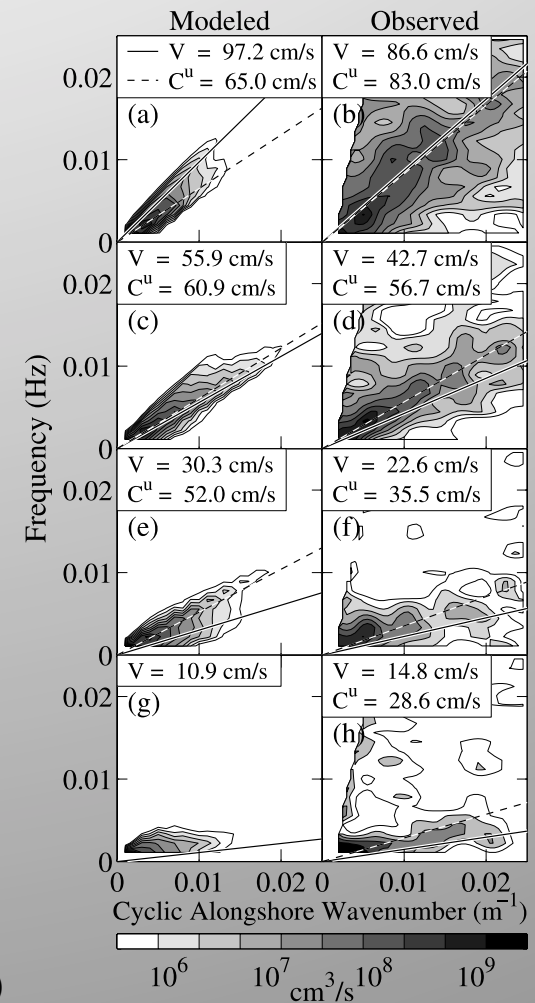 Modeled Observed
V = 97.2 cm/s V = 86.6 cm/s
C^u = 65.0 cm/s C^u = 83.0 cm/s
0.02
(a) (b)
0.01
0
V = 55.9 cm/s V = 42.7 cm/s
C^u = 60.9 cm/s C^u = 56.7 cm/s
0.02
(c) (d)
0.01
0
V = 30.3 cm/s V = 22.6 cm/s
C^u = 52.0 cm/s C^u = 35.5 cm/s
0.02
(e) (f)
0.01
0
V = 10.9 cm/s V = 14.8 cm/s
C^u = 28.6 cm/s
0.02
(g) (h)
0.01
0
Frequency (Hz)
0 0.01 0.02 0 0.01 0.02
Cyclic Alongshore Wavenumber (m^−1)
10^6 10^7 10^8 10^9
cm^3/s
)